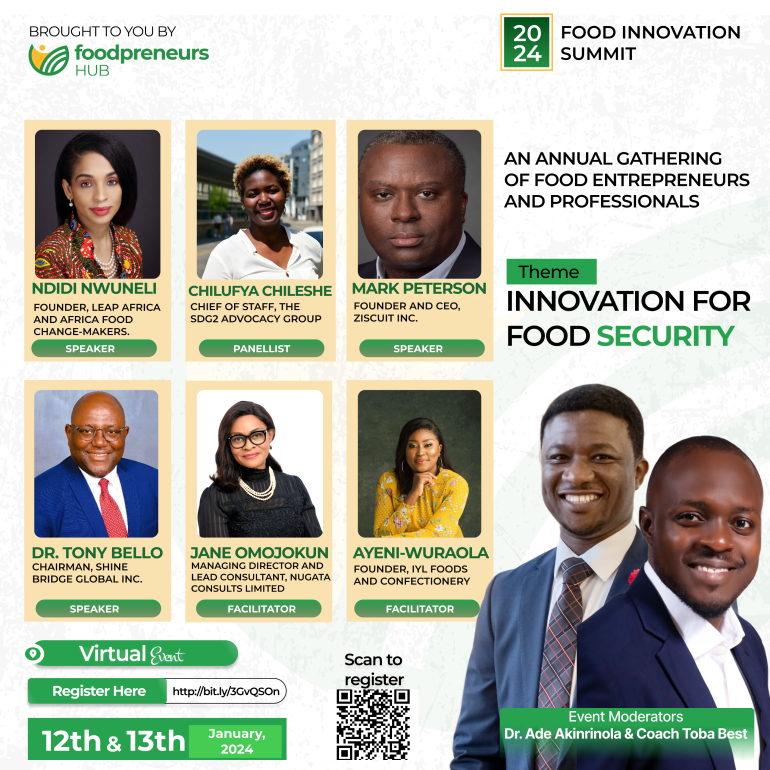 BROUGHT TO YOU BY
foodpreneurs
HUB
20
24
FOOD INNOVATION
SUMMIT
AN ANNUAL GATHERING
OF FOOD ENTREPRENEURS
AND PROFESSIONALS
Theme
INNOVATION FOR
FOOD SECURITY
NDIDI NWUNELI
FOUNDER, LEAP AFRICA
AND AFRICA FOOD
CHANGE-MAKERS.
SPEAKER
CHILUFYA CHILESHE
CHIEF OF STAFF, THE
SDG2 ADVOCACY GROUP
PANELLIST
MARK PETERSON
FOUNDER AND CEO,
ZISCUIT INC.
SPEAKER
DR. TONY BELLO
CHAIRMAN, SHINE
BRIDGE GLOBAL INC.
SPEAKER
JANE OMOJOKUN
MANAGING DIRECTOR AND
LEAD CONSULTANT, NUGATA
CONSULTS LIMITED
FACILITATOR
AYENI-WURAOLA
FOUNDER, IYL FOODS
AND CONFECTIONERY
FACILITATOR
Virtual Event
Register Here http://bit.ly/3GvQSOn
12th & 13th January,
2024
Scan to
register
Event Moderators
Dr. Ade Akinrinola & Coach Toba Best